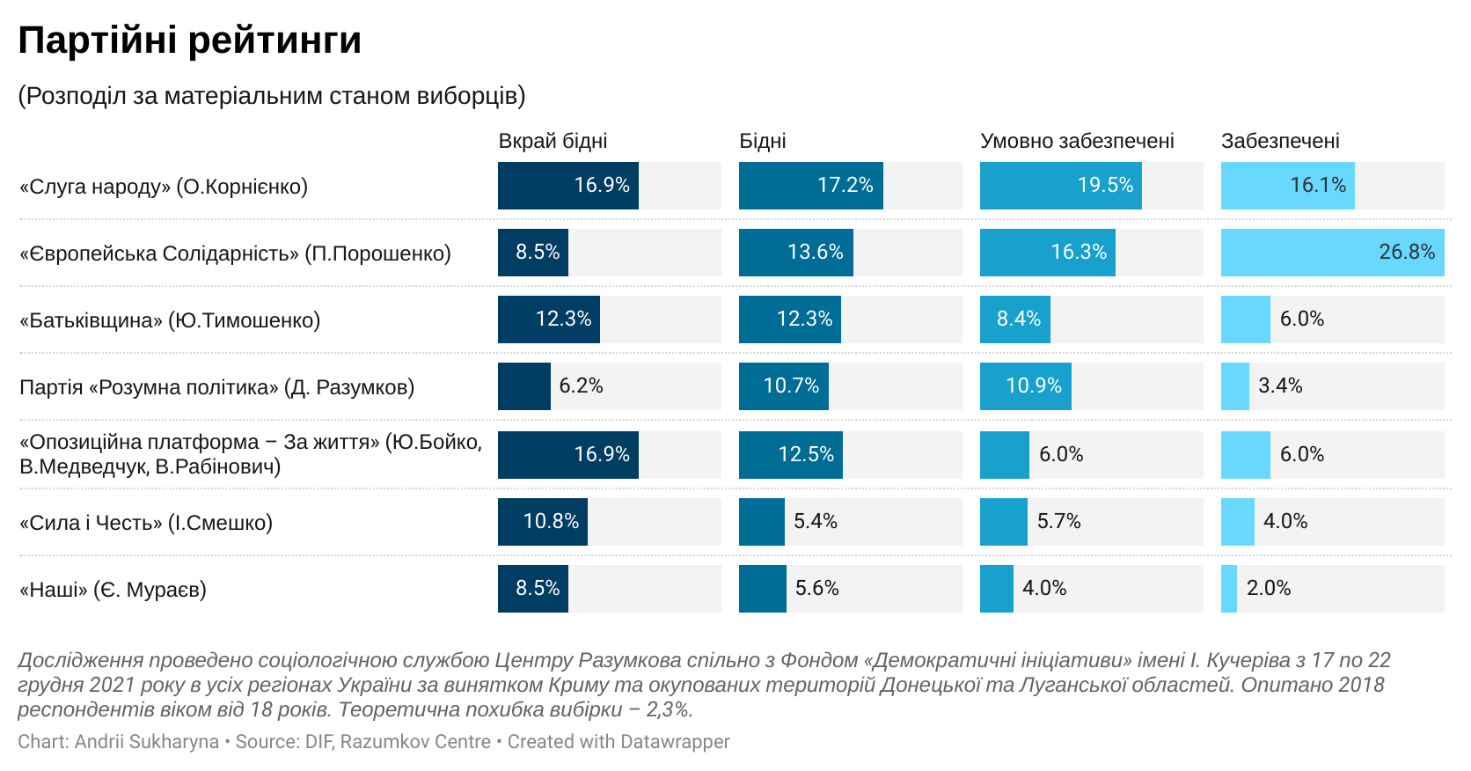 Партійні рейтинги
(Розподіл за матеріальним станом виборців)
Вкрай бідні Бідні Умовно забезпечені Забезпечені
«Слуга народу» (О.Корнієнко) 16.9% 17.2% 19.5% 16.1%
«Європейська Солідарність» (П.Порошенко) 8.5% 13.6% 16.3% 26.8%
«Батьківщина» (Ю.Тимошенко) 12.3% 12.3% 8.4% 6.0%
Партія «Розумна політика» (Д. Разумков) 6.2% 10.7% 10.9% 3.4%
«Опозиційна платформа – За життя» (Ю.Бойко,
В.Медведчук, В.Рабінович) 16.9% 12.5% 6.0% 6.0%
«Сила і Честь» (І.Смешко) 10.8% 5.4% 5.7% 4.0%
«Наші» (Є. Мураєв) 8.5% 5.6% 4.0% 2.0%
Дослідження проведено соціологічною службою Центру Разумкова спільно з Фондом «Демократичні ініціативи» імені І. Кучеріва з 17 по 22
грудня 2021 року в усіх регіонах України за винятком Криму та окупованих територій Донецької та Луганської областей. Опитано 2018
респондентів віком від 18 років. Теоретична похибка вибірки – 2,3%.
Chart: Andrii Sukharyna • Source: DIF, Razumkov Centre • Created with Datawrapper